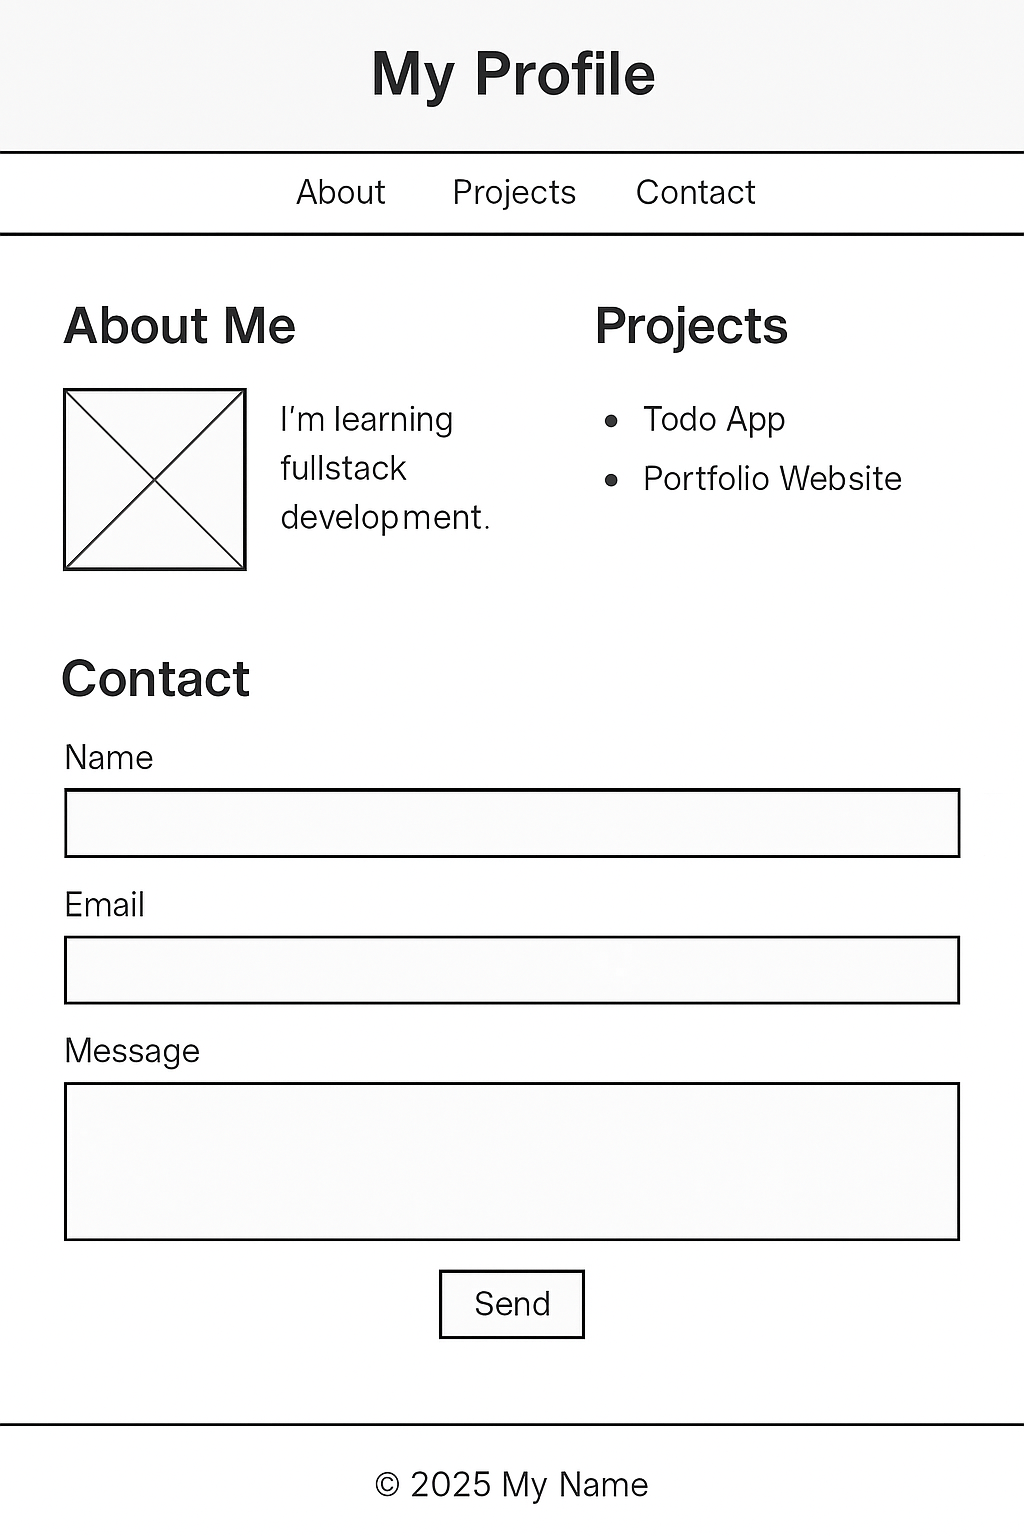 My Profile
About Projects Contact
About Me
I'm learning
fullstack
development.
Projects
• Todo App
• Portfolio Website
Contact
Name
Email
Message
Send
© 2025 My Name